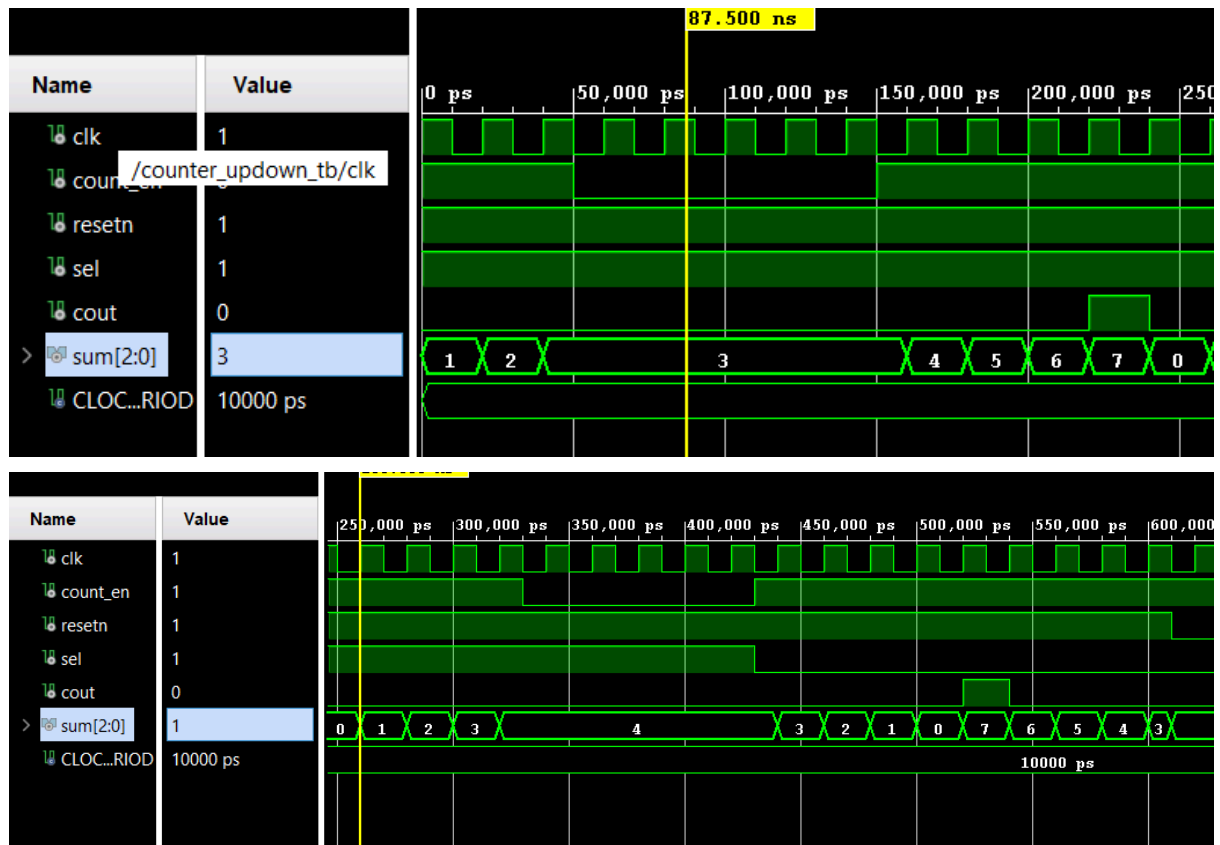 87.500 ns
Name Value
0 ps 50,000 ps 100,000 ps 150,000 ps 200,000 ps 250
clk 1
/counter_updown_tb/clk
resetn 1
sel 1
cout 0
sum[2:0] 3 1 2 3 4 5 6 7 0
CLOC...RIOD 10000 ps
Name Value
250,000 ps 300,000 ps 350,000 ps 400,000 ps 450,000 ps 500,000 ps 550,000 ps 600,000
clk 1
count_en 1
resetn 1
sel 1
cout 0
sum[2:0] 1 0 1 2 3 4 3 2 1 0 7 6 5 4 3
CLOC...RIOD 10000 ps 10000 ps